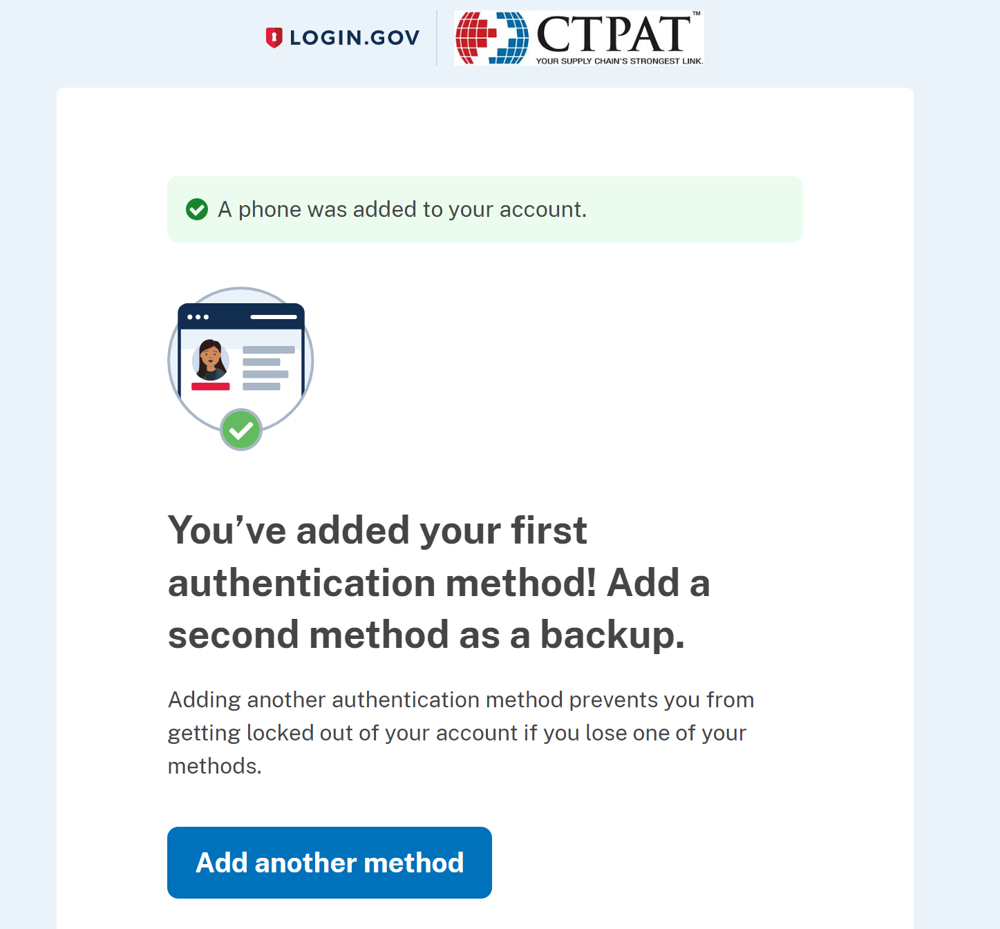 LOGIN.GOV
CTPAT™
YOUR SUPPLY CHAIN'S STRONGEST LINK.
A phone was added to your account.
You’ve added your first
authentication method! Add a
second method as a backup.
Adding another authentication method prevents you from
getting locked out of your account if you lose one of your
methods.
Add another method